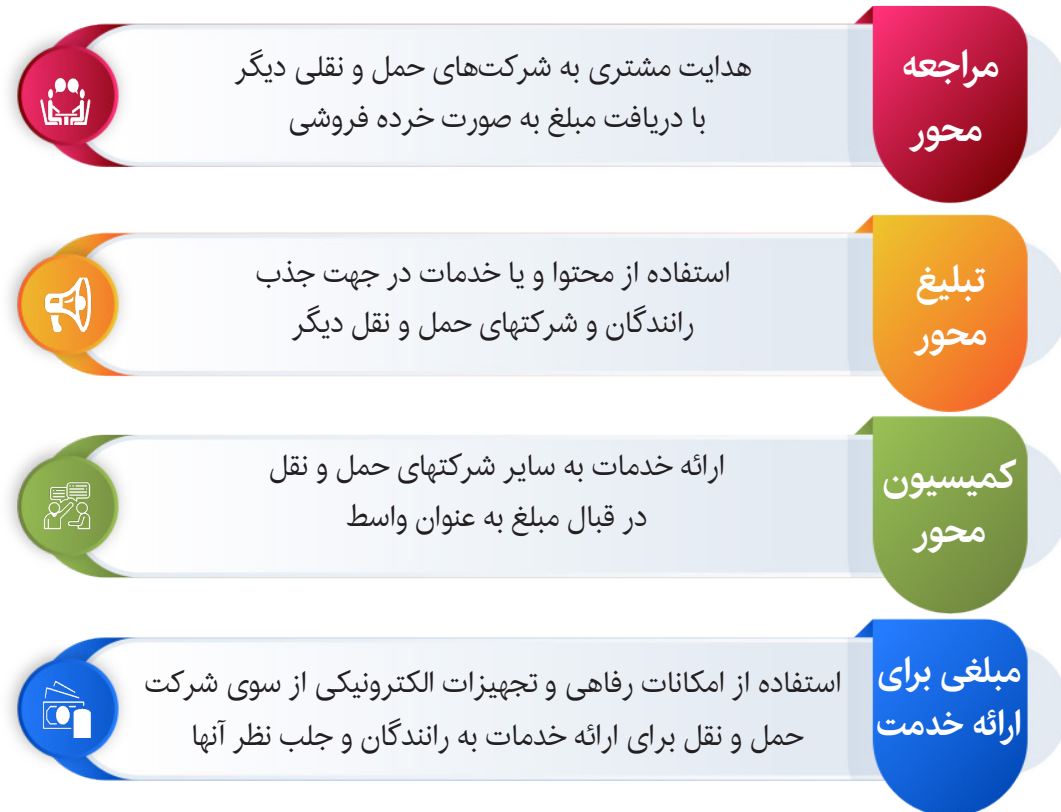 مراجعه
محور
هدایت مشتری به شرکت‌های حمل و نقلی دیگر
با دریافت مبلغ به صورت خرده فروشی
تبلیغ
محور
استفاده از محتوا و یا خدمات در جهت جذب
رانندگان و شرکتهای حمل و نقل دیگر
کمیسیون
محور
ارائه خدمات به سایر شرکتهای حمل و نقل
در قبال مبلغ به عنوان واسط
مبلغی برای
ارائه خدمت
استفاده از امکانات رفاهی و تجهیزات الکترونیکی از سوی شرکت
حمل و نقل برای ارائه خدمات به رانندگان و جلب نظر آنها